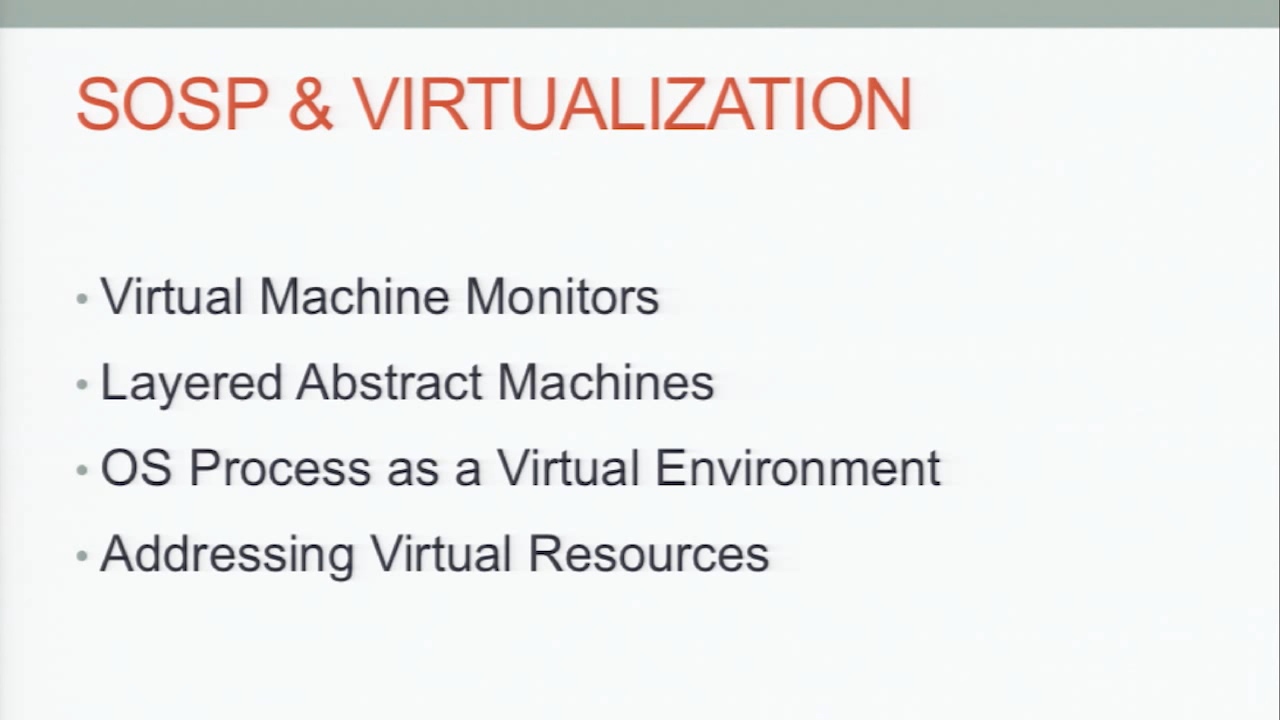 SOSP & VIRTUALIZATION
• Virtual Machine Monitors
• Layered Abstract Machines
• OS Process as a Virtual Environment
• Addressing Virtual Resources